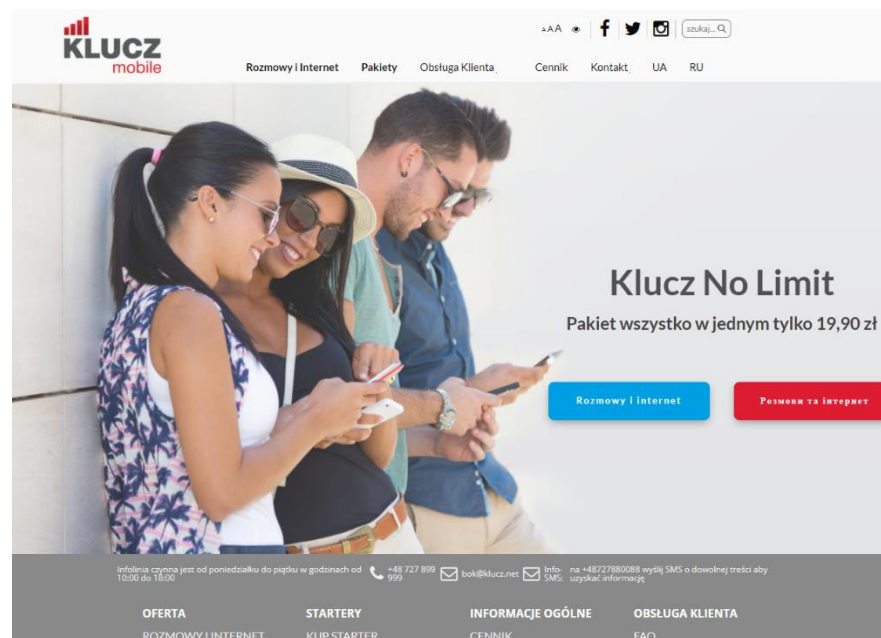 KLUCZ
mobile
A A A
szukaj...
Rozmowy i Internet Pakiety Obsługa Klienta Cennik Kontakt UA RU
Klucz No Limit
Pakiet wszystko w jednym tylko 19,90 zł
Rozmowy i internet Розмови та інтернет
Infolinia czynna jest od poniedziałku do piątku w godzinach od
10:00 do 18:00
+48 727 899
999
bok@klucz.net
Info-
SMS:
na +48727880088 wyślij SMS o dowolnej treści aby
uzyskać informację
OFERTA STARTERY INFORMACJE OGÓLNE OBSŁUGA KLIENTA
ROZMOWY I INTERNET KUP STARTER CENNIK FAQ